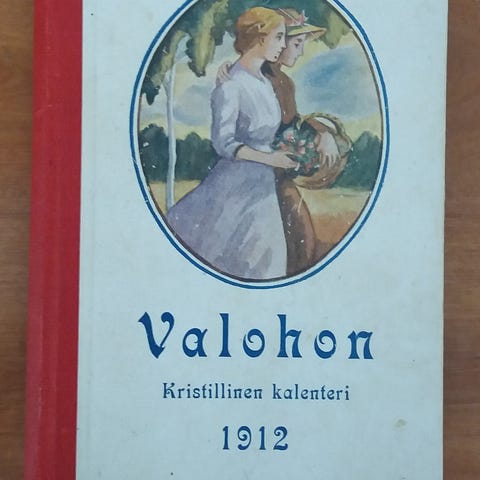 Valohon
Kristillinen kalenteri
1912